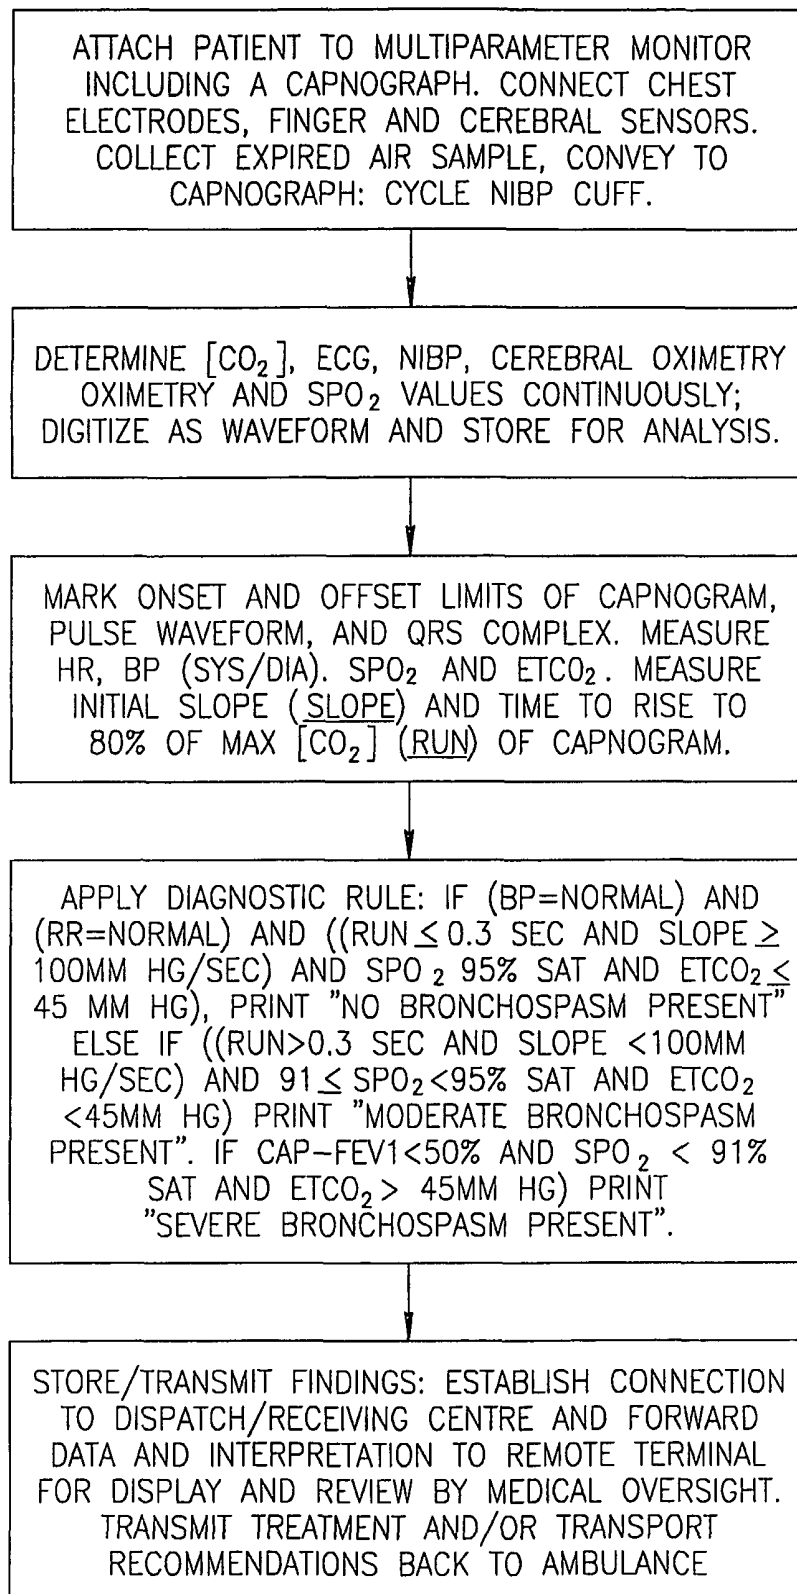 ATTACH PATIENT TO MULTIPARAMETER MONITOR
INCLUDING A CAPNOGRAPH. CONNECT CHEST
ELECTRODES, FINGER AND CEREBRAL SENSORS.
COLLECT EXPIRED AIR SAMPLE, CONVEY TO
CAPNOGRAPH: CYCLE NIBP CUFF.
DETERMINE [CO₂], ECG, NIBP, CEREBRAL OXIMETRY
OXIMETRY AND SPO₂ VALUES CONTINUOUSLY;
DIGITIZE AS WAVEFORM AND STORE FOR ANALYSIS.
MARK ONSET AND OFFSET LIMITS OF CAPNOGRAM,
PULSE WAVEFORM, AND QRS COMPLEX. MEASURE
HR, BP (SYS/DIA). SPO₂ AND ETCO₂. MEASURE
INITIAL SLOPE (SLOPE) AND TIME TO RISE TO
80% OF MAX [CO₂] (RUN) OF CAPNOGRAM.
APPLY DIAGNOSTIC RULE: IF (BP=NORMAL) AND
(RR=NORMAL) AND ((RUN ≤ 0.3 SEC AND SLOPE ≥
100MM HG/SEC) AND SPO₂ 95% SAT AND ETCO₂ ≤
45 MM HG), PRINT "NO BRONCHOSPASM PRESENT"
ELSE IF ((RUN>0.3 SEC AND SLOPE <100MM
HG/SEC) AND 91 ≤ SPO₂<95% SAT AND ETCO₂
<45MM HG) PRINT "MODERATE BRONCHOSPASM
PRESENT". IF CAP-FEV1<50% AND SPO₂ < 91%
SAT AND ETCO₂> 45MM HG) PRINT
"SEVERE BRONCHOSPASM PRESENT".
STORE/TRANSMIT FINDINGS: ESTABLISH CONNECTION
TO DISPATCH/RECEIVING CENTRE AND FORWARD
DATA AND INTERPRETATION TO REMOTE TERMINAL
FOR DISPLAY AND REVIEW BY MEDICAL OVERSIGHT.
TRANSMIT TREATMENT AND/OR TRANSPORT
RECOMMENDATIONS BACK TO AMBULANCE